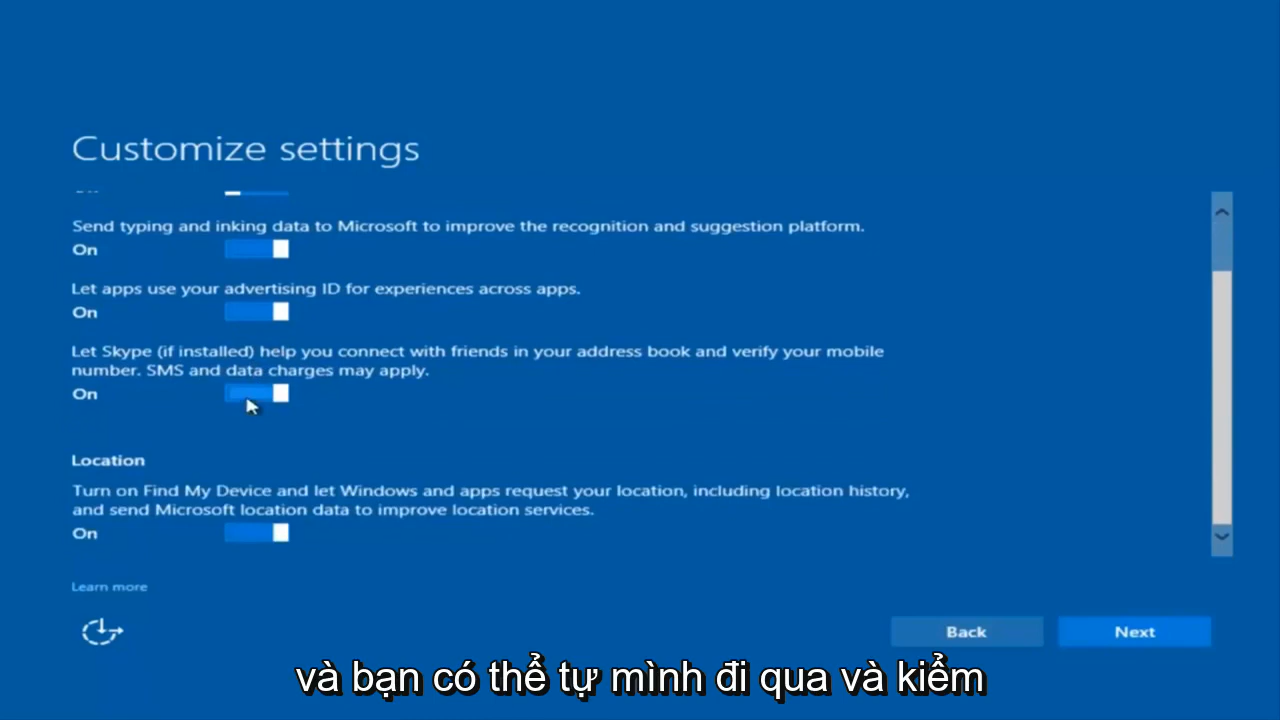 Customize settings
Send typing and inking data to Microsoft to improve the recognition and suggestion platform.
On
Let apps use your advertising ID for experiences across apps.
On
Let Skype (if installed) help you connect with friends in your address book and verify your mobile
number. SMS and data charges may apply.
On
Location
Turn on Find My Device and let Windows and apps request your location, including location history,
and send Microsoft location data to improve location services.
On
Learn more
Back
Next
và bạn có thể tự mình đi qua và kiểm